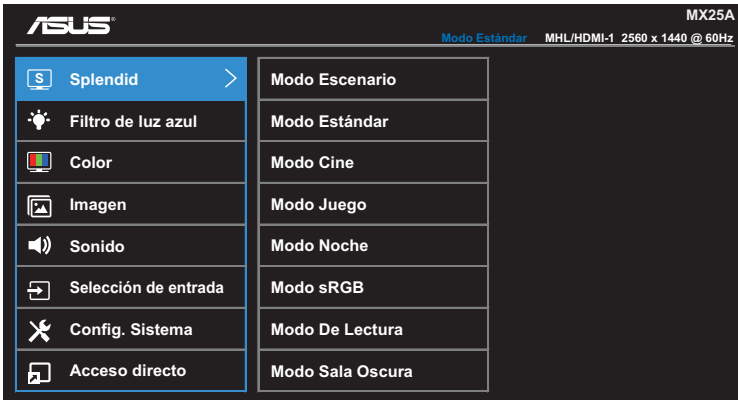 ASUS
MX25A
Modo Estándar MHL/HDMI-1 2560 x 1440 @ 60Hz
S Splendid
Filtro de luz azul
Color
Imagen
Sonido
Selección de entrada
Config. Sistema
Acceso directo
Modo Escenario
Modo Estándar
Modo Cine
Modo Juego
Modo Noche
Modo sRGB
Modo De Lectura
Modo Sala Oscura